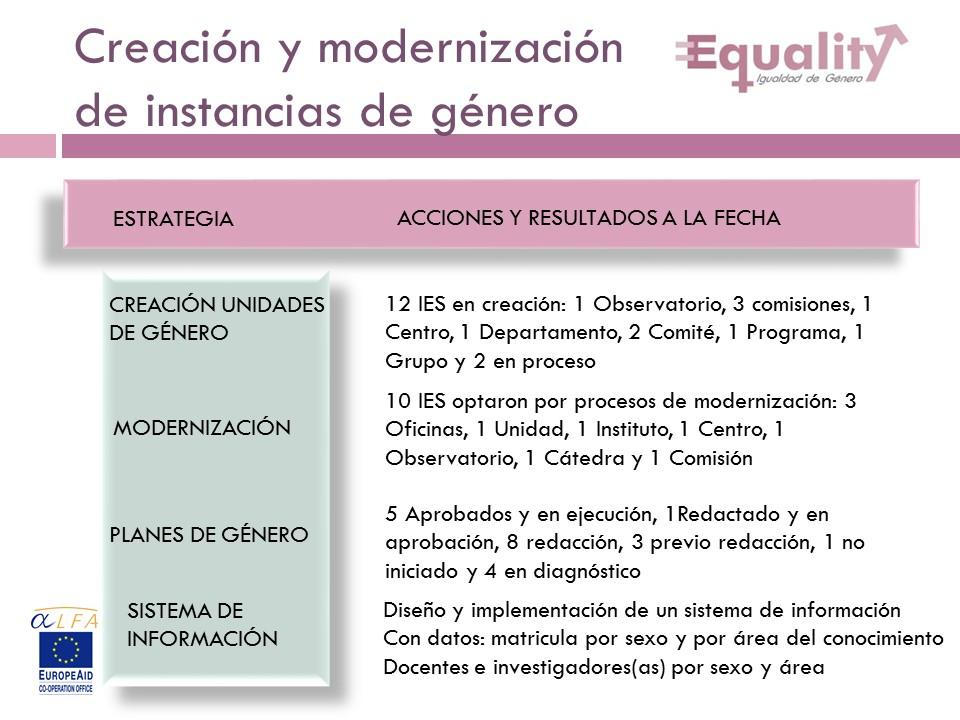 Creación y modernización
de instancias de género
Equality
Igualdad de Genero
ESTRATEGIA
ACCIONES Y RESULTADOS A LA FECHA
CREACIÓN UNIDADES
DE GÉNERO
12 IES en creación: 1 Observatorio, 3 comisiones, 1
Centro, 1 Departamento, 2 Comité, 1 Programa, 1
Grupo y 2 en proceso
MODERNIZACIÓN
10 IES optaron por procesos de modernización: 3
Oficinas, 1 Unidad, 1 Instituto, 1 Centro, 1
Observatorio, 1 Cátedra y 1 Comisión
PLANES DE GÉNERO
5 Aprobados y en ejecución, 1Redactado y en
aprobación, 8 redacción, 3 previo redacción, 1 no
iniciado y 4 en diagnóstico
SISTEMA DE
INFORMACIÓN
Diseño y implementación de un sistema de información
Con datos: matricula por sexo y por área del conocimiento
Docentes e investigadores(as) por sexo y área
αLFA
EUROPEAID
CO-OPERATION OFFICE